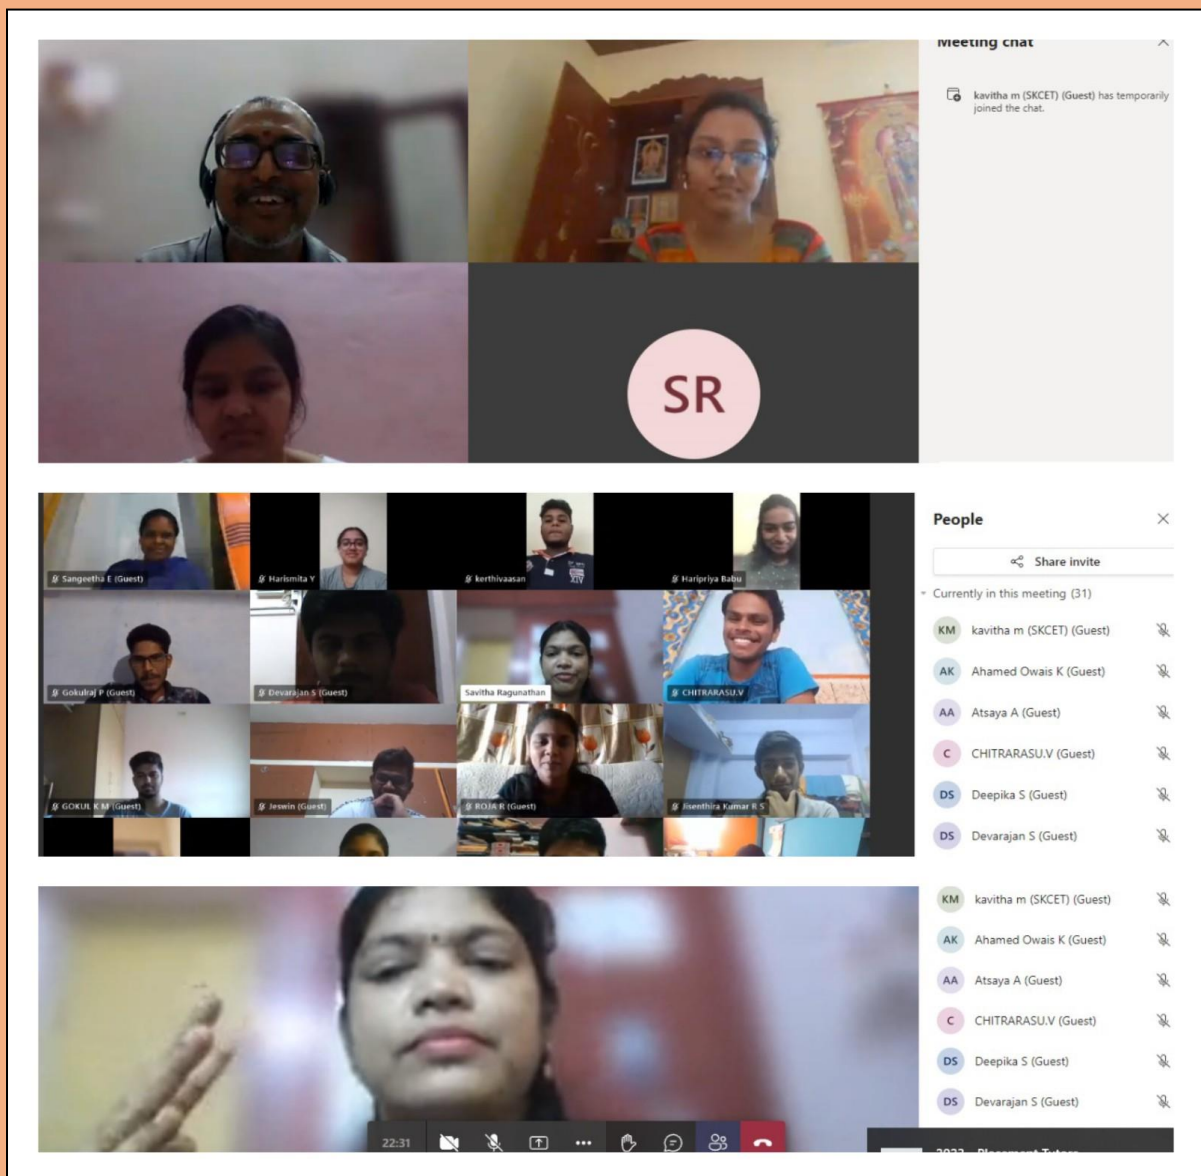 Meeting chat
kavitha m (SKCET) (Guest) has temporarily
joined the chat.
SR
Sangeetha E (Guest)
Harismita Y
kerthivaasan
Haripriya Babu
Gokulraj P (Guest)
Devarajan S (Guest)
Savitha Ragunathan
CHITRARASU.V
GOKUL K M (Guest)
Jeswin (Guest)
ROJA R (Guest)
Jisenthira Kumar R S
People
Share invite
Currently in this meeting (31)
KM kavitha m (SKCET) (Guest)
AK Ahamed Owais K (Guest)
AA Atsaya A (Guest)
C CHITRARASU.V (Guest)
DS Deepika S (Guest)
DS Devarajan S (Guest)
KM kavitha m (SKCET) (Guest)
AK Ahamed Owais K (Guest)
AA Atsaya A (Guest)
C CHITRARASU.V (Guest)
DS Deepika S (Guest)
DS Devarajan S (Guest)
22:31